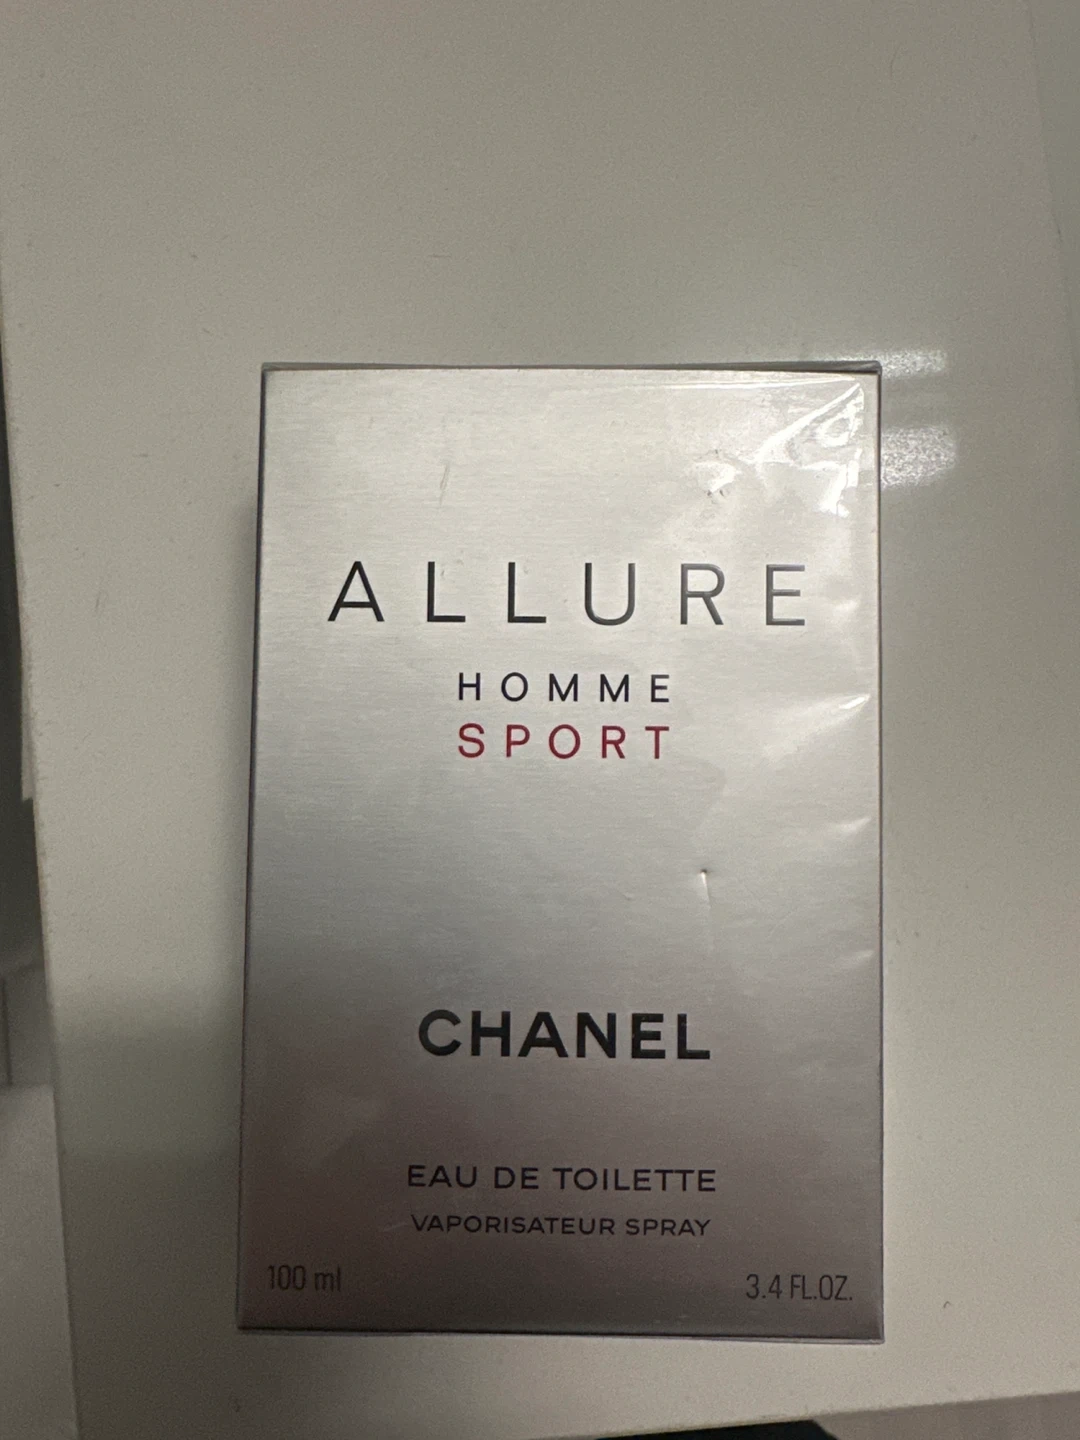 ALLURE
HOMME
SPORT
CHANEL
EAU DE TOILETTE
VAPORISATEUR SPRAY
100 ml 3.4 FL.OZ.